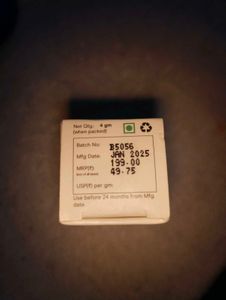 Net Qty.: 4 gm
(when packed)
Batch No: B5056
Mfg Date: JAN 2025
MRP(₹) 199.00
(Incl. of all taxes) 49.75
USP(₹) per gm:
Use before 24 months from Mfg
date.